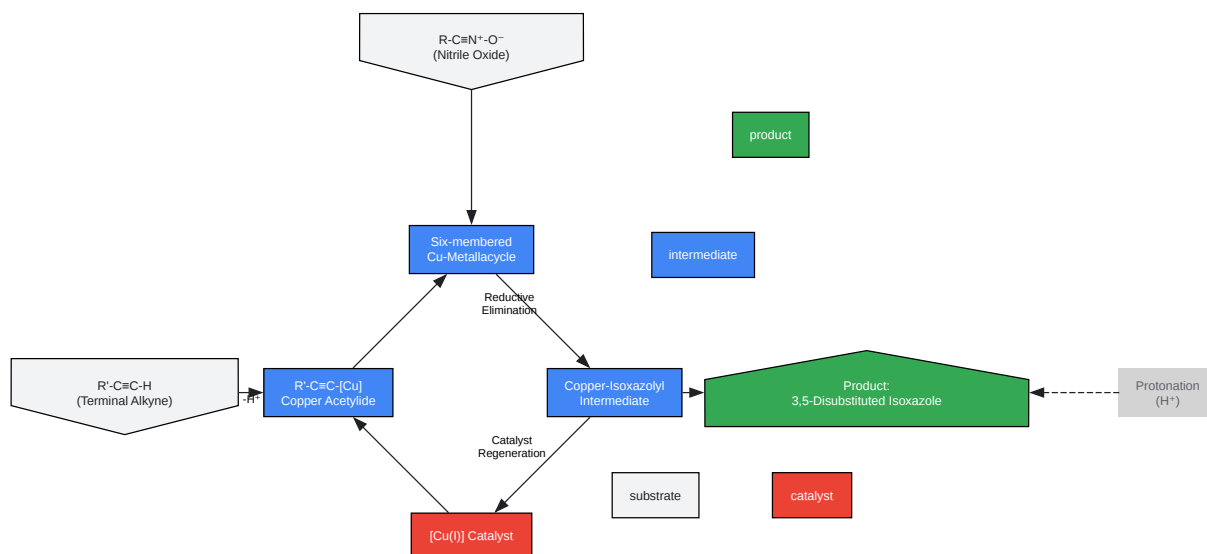 R-C≡N⁺-O⁻
(Nitrile Oxide)
product
Six-membered
Cu-Metallacycle
intermediate
Reductive
Elimination
R'-C≡C-H
(Terminal Alkyne)
-H⁺
R'-C≡C-[Cu]
Copper Acetylide
Copper-Isoxazolyl
Intermediate
Product:
3,5-Disubstituted Isoxazole
Protonation
(H⁺)
Catalyst
Regeneration
substrate
catalyst
[Cu(I)] Catalyst